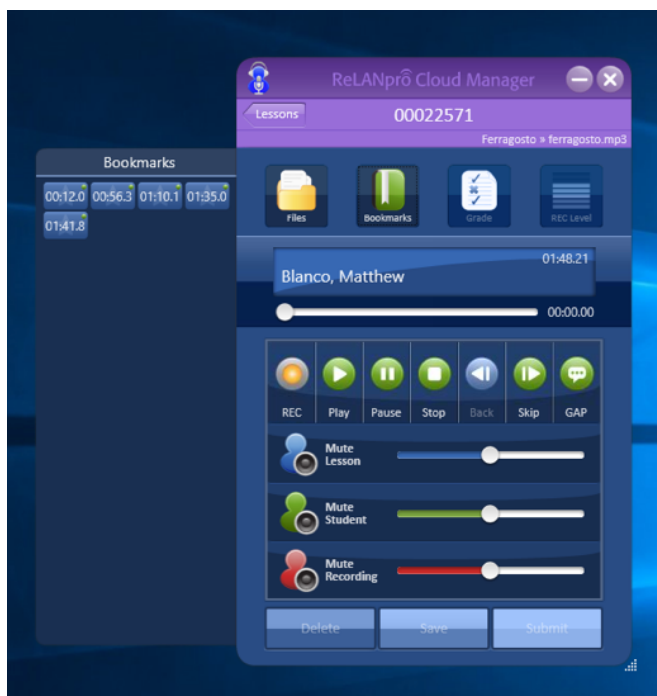 ReLANprô Cloud Manager
Lessons
00022571
Ferragosto » ferragosto.mp3
Bookmarks
00:12.0 00:56.3 01:10.1 01:35.0
01:41.8
Files Bookmarks Grade REC Level
01:48.21
Blanco, Matthew
00:00.00
REC Play Pause Stop Back Skip GAP
Mute
Lesson
Mute
Student
Mute
Recording
Delete Save Submit